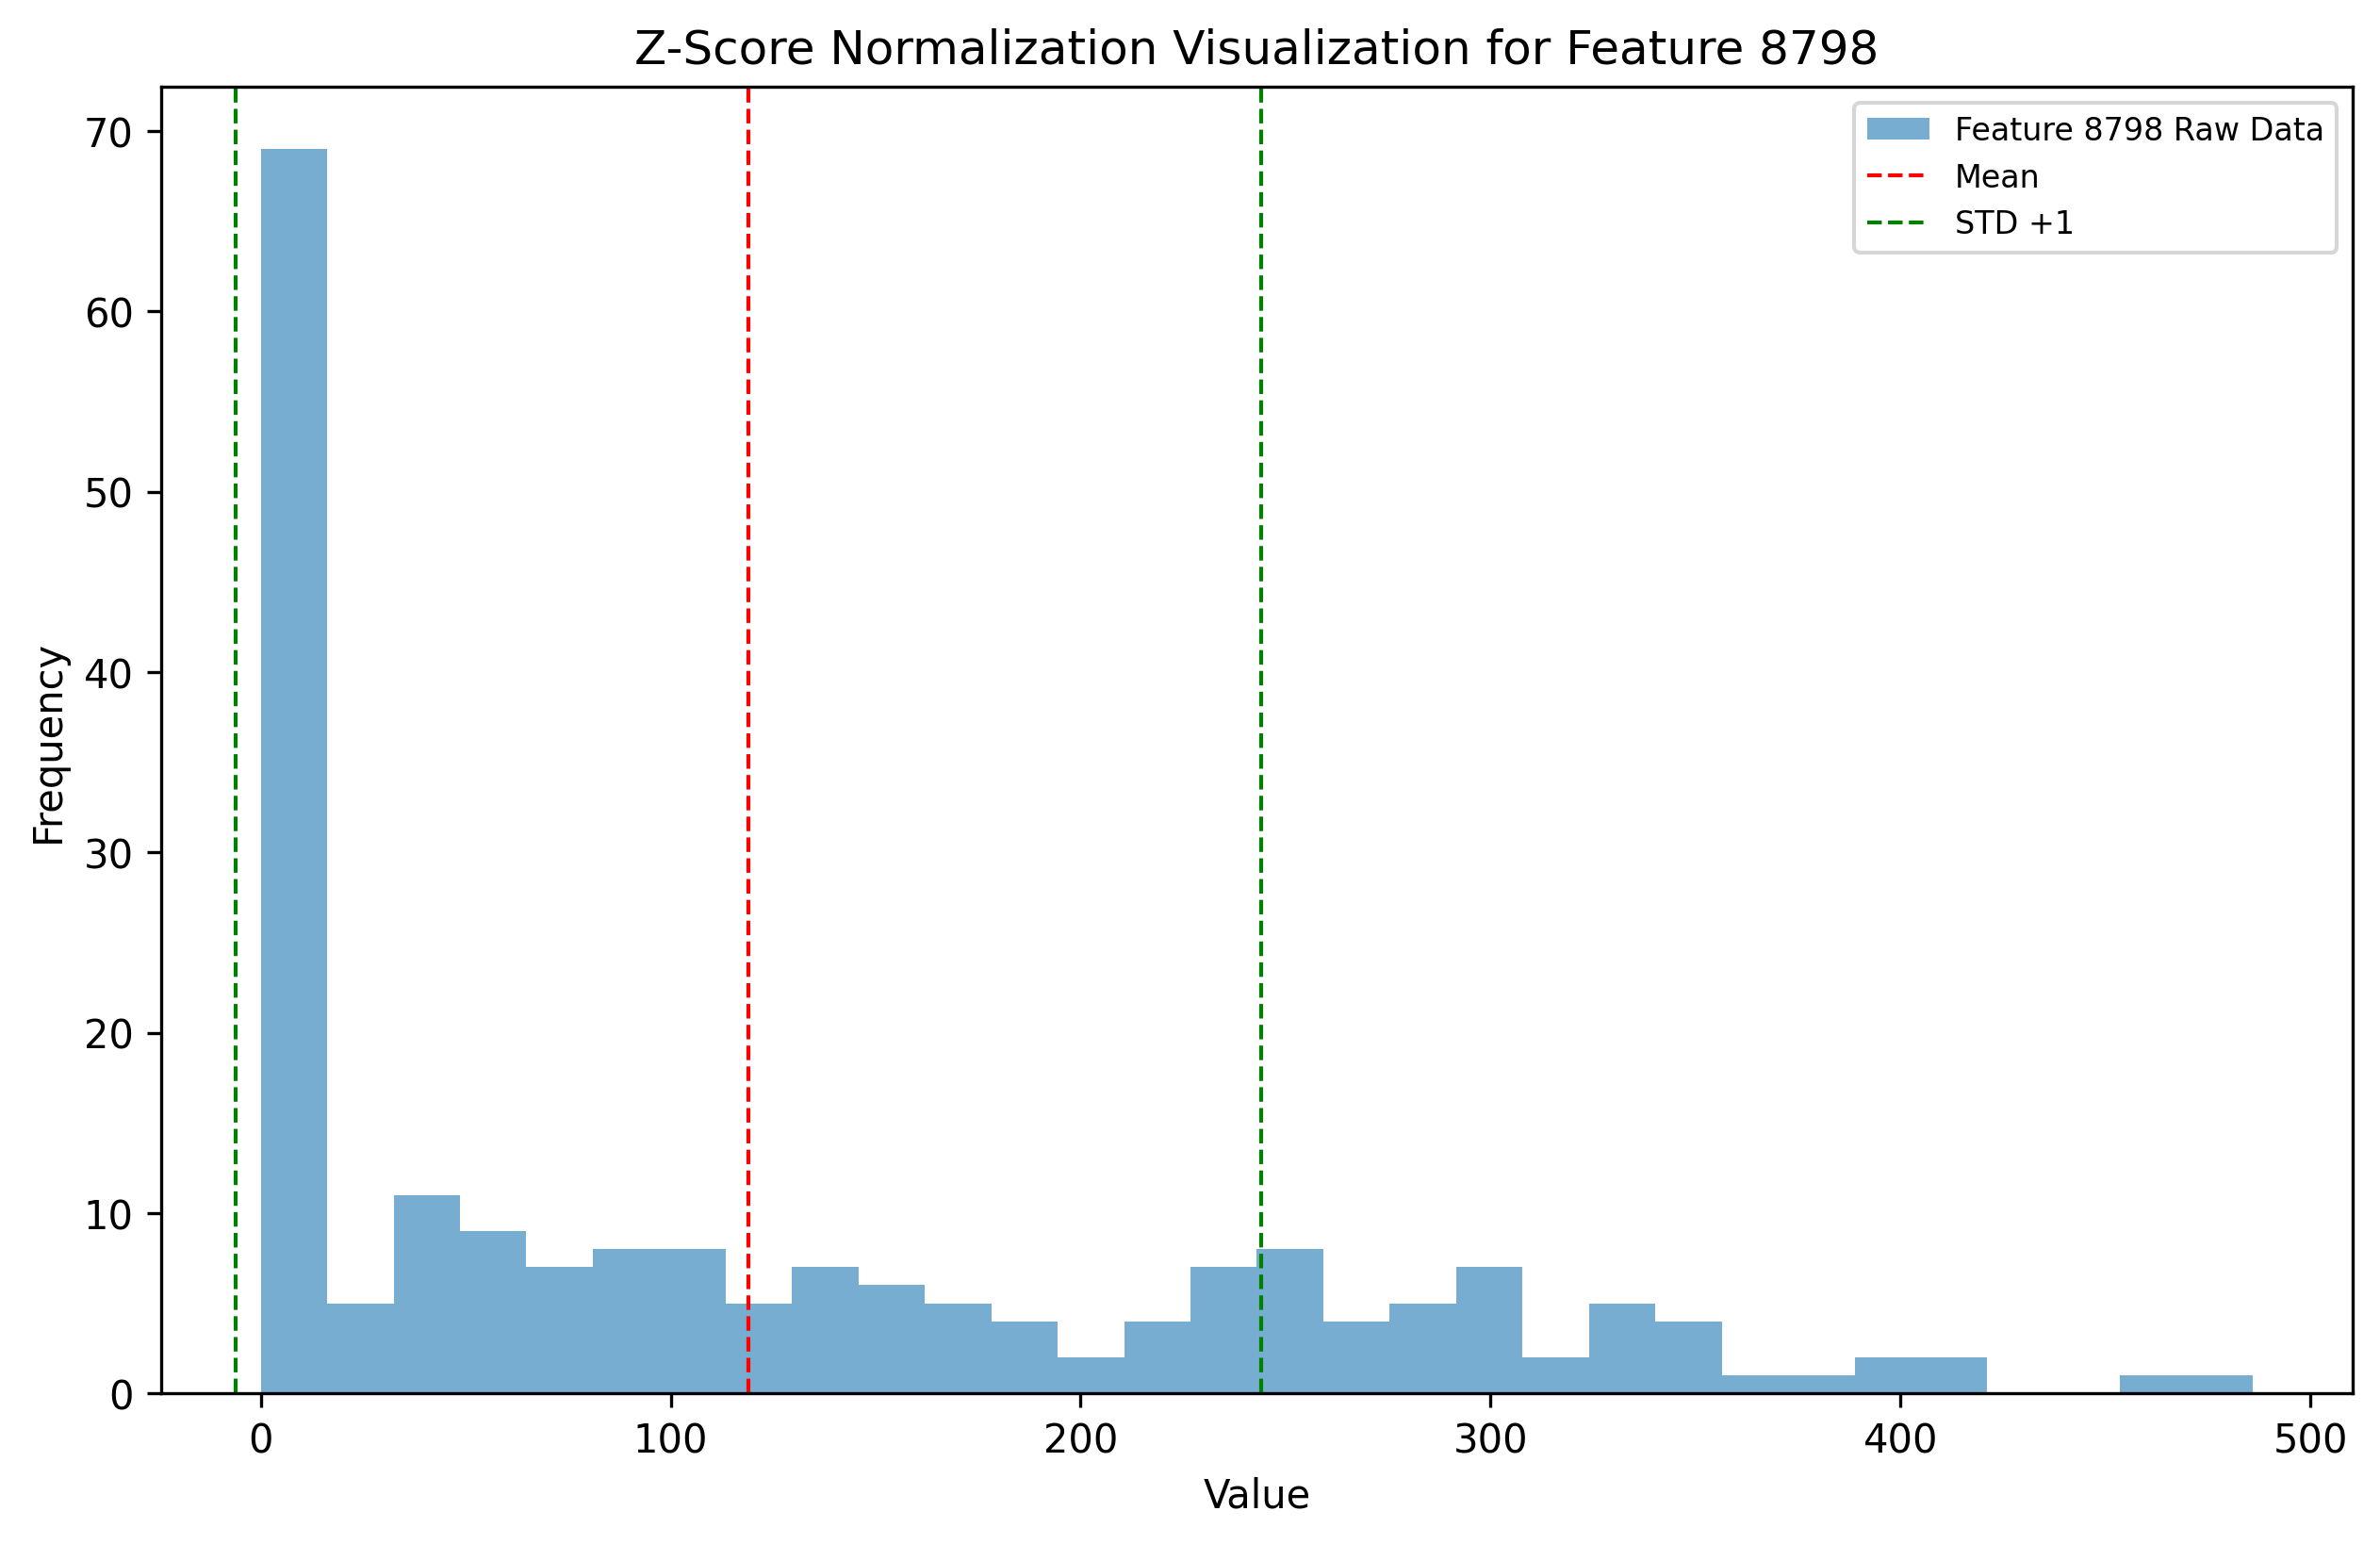 Z-Score Normalization Visualization for Feature 8798
Feature 8798 Raw Data
Mean
STD +1
Frequency
70
60
50
40
30
20
10
0
0 100 200 300 400 500
Value